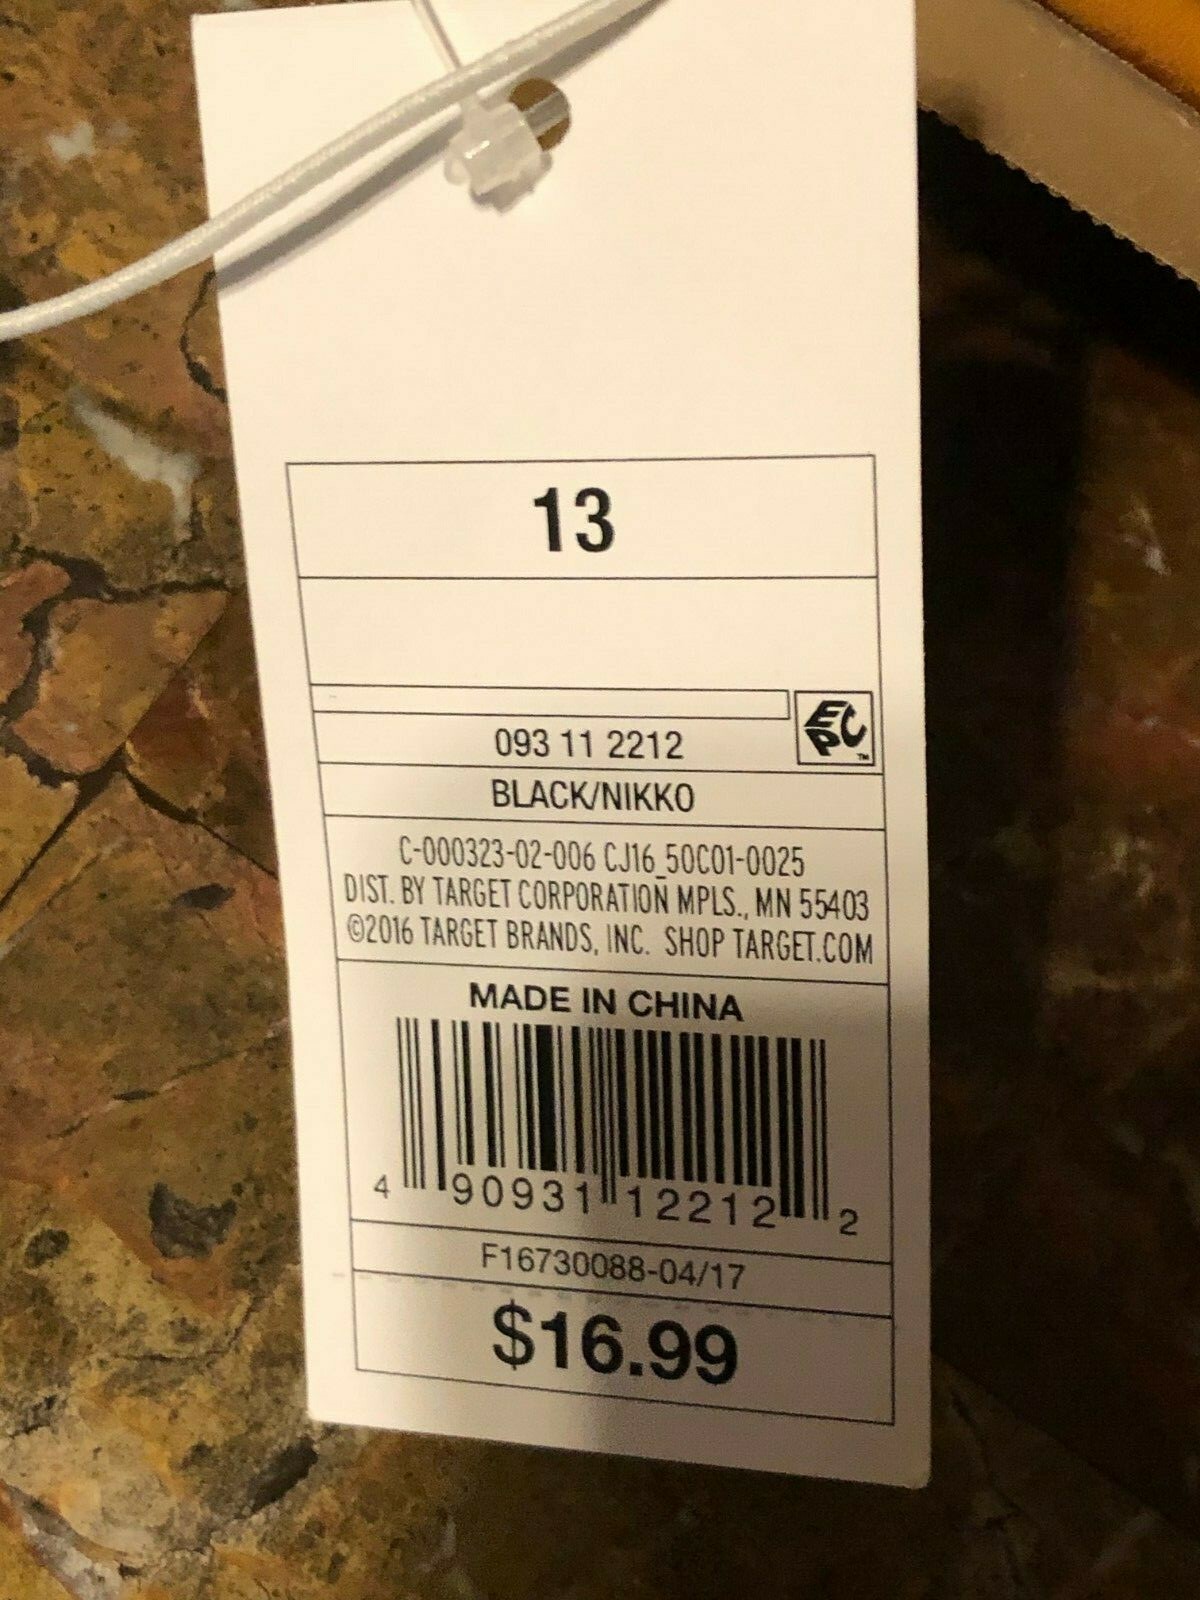 13
EPC™
093 11 2212
BLACK/NIKKO
C-000323-02-006 CJ16_50C01-0025
DIST. BY TARGET CORPORATION MPLS., MN 55403
©2016 TARGET BRANDS, INC. SHOP TARGET.COM
MADE IN CHINA
4 90931 12212 2
F16730088-04/17
$16.99